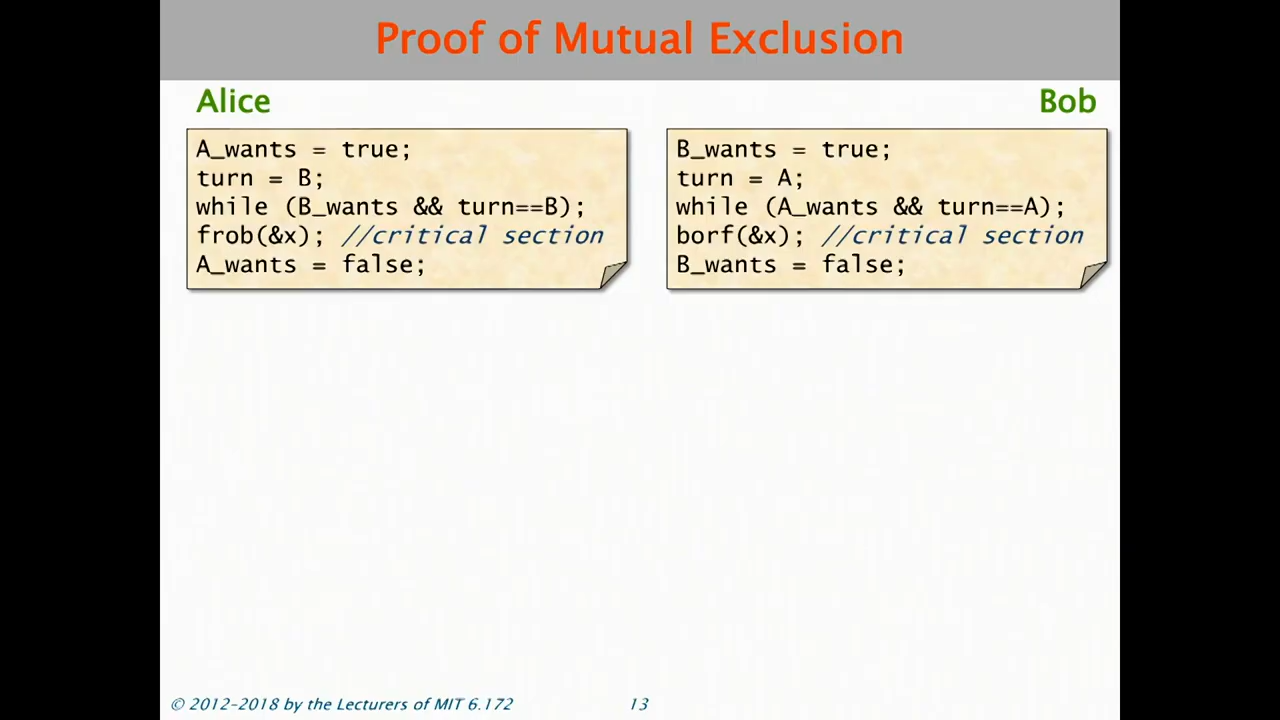 Proof of Mutual Exclusion
Alice
A_wants = true;
turn = B;
while (B_wants && turn==B);
frob(&x); //critical section
A_wants = false;
Bob
B_wants = true;
turn = A;
while (A_wants && turn==A);
borf(&x); //critical section
B_wants = false;
© 2012–2018 by the Lecturers of MIT 6.172
13